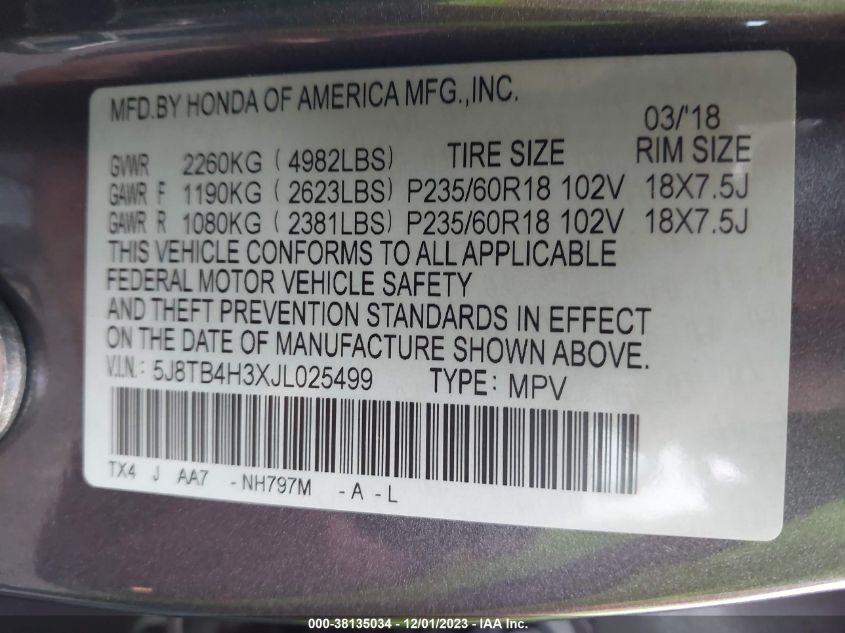 MFD.BY HONDA OF AMERICA MFG.,INC.
03/'18
GVWR 2260KG ( 4982LBS) TIRE SIZE RIM SIZE
GAWR F 1190KG ( 2623LBS) P235/60R18 102V 18X7.5J
GAWR R 1080KG ( 2381LBS) P235/60R18 102V 18X7.5J
THIS VEHICLE CONFORMS TO ALL APPLICABLE
FEDERAL MOTOR VEHICLE SAFETY
AND THEFT PREVENTION STANDARDS IN EFFECT
ON THE DATE OF MANUFACTURE SHOWN ABOVE.
V.I.N.: 5J8TB4H3XJL025499 TYPE: MPV
TX4 J AA7 -NH797M -A -L
000-38135034 - 12/01/2023 - IAA Inc.